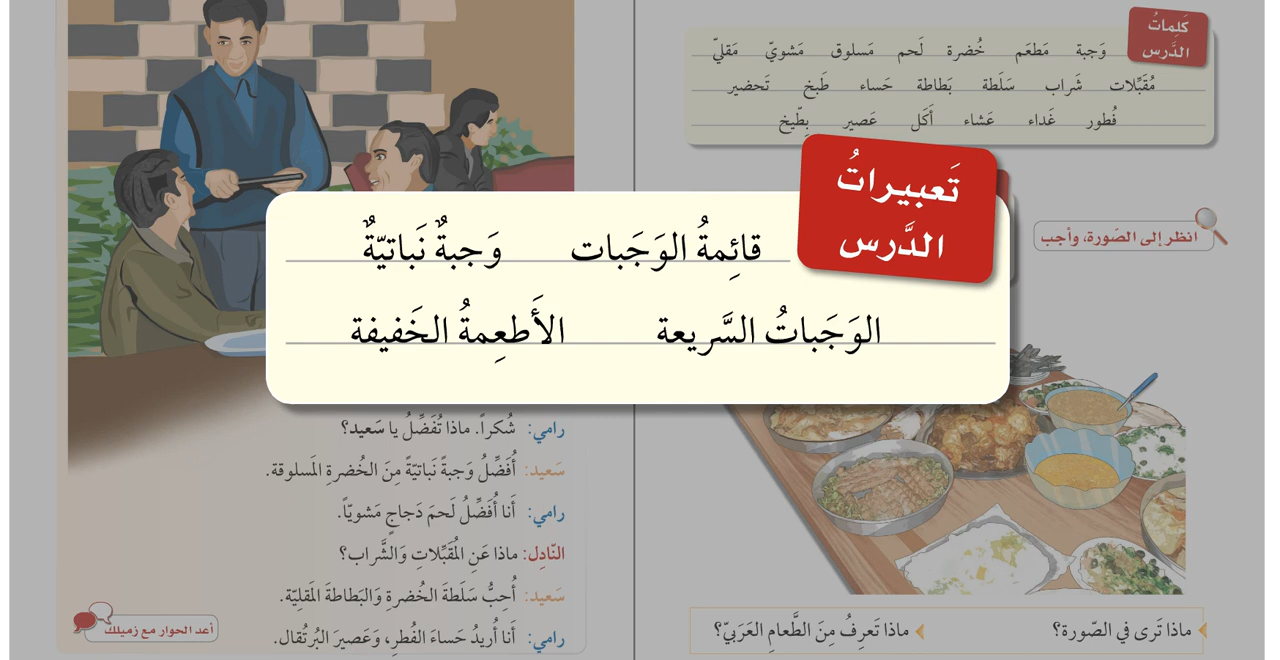 كَلِماتُ
الدَّرس
وَجبة مَطعَم خُضرة لَحم مَسلوق مَشويّ مَقليّ
مُقَبِّلات شَراب سَلَطة بَطاطة حَساء طَبخ تَحضير
فُطور غَداء عَشاء أَكَل عَصير بِطّيخ
تَعبيراتُ
الدَّرس
قائِمةُ الوَجَبات وَجبةٌ نَباتيّةٌ
الوَجَباتُ السَّريعة الأَطعِمةُ الخَفيفة
انظر إلى الصّورة، وأجب
ماذا تَرى في الصّورة؟
ماذا تَعرِفُ مِنَ الطَّعامِ العَرَبيّ؟
رامي: شُكراً. ماذا تُفَضِّلُ يا سَعيد؟
سَعيد: أُفَضِّلُ وَجبةً نَباتيّةً مِنَ الخُضرةِ المَسلوقة.
رامي: أَنا أُفَضِّلُ لَحمَ دَجاجٍ مَشويّاً.
النّادِل: ماذا عَنِ المُقَبِّلاتِ وَالشَّراب؟
سَعيد: أُحِبُّ سَلَطةَ الخُضرةِ وَالبَطاطةَ المَقليّة.
رامي: أَنا أُريدُ حَساءَ الفُطرِ، وَعَصيرَ البُرتُقال.
أعد الحوار مع زميلك